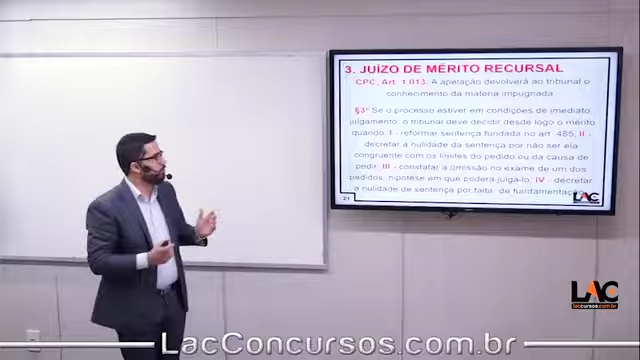 3. JUÍZO DE MÉRITO RECURSAL
CPC, Art. 1.013. A apelação devolverá ao tribunal o
conhecimento da matéria impugnada.
§3º Se o processo estiver em condições de imediato
julgamento, o tribunal deve decidir desde logo o mérito
quando: I - reformar sentença fundada no art. 485; II -
decretar a nulidade da sentença por não ser ela
congruente com os limites do pedido ou da causa de
pedir; III - constatar a omissão no exame de um dos
pedidos, hipótese em que poderá julgá-lo; IV - decretar
a nulidade de sentença por falta de fundamentação.
21
LAC
LAC
lacconcursos.com.br
LacConcursos.com.br